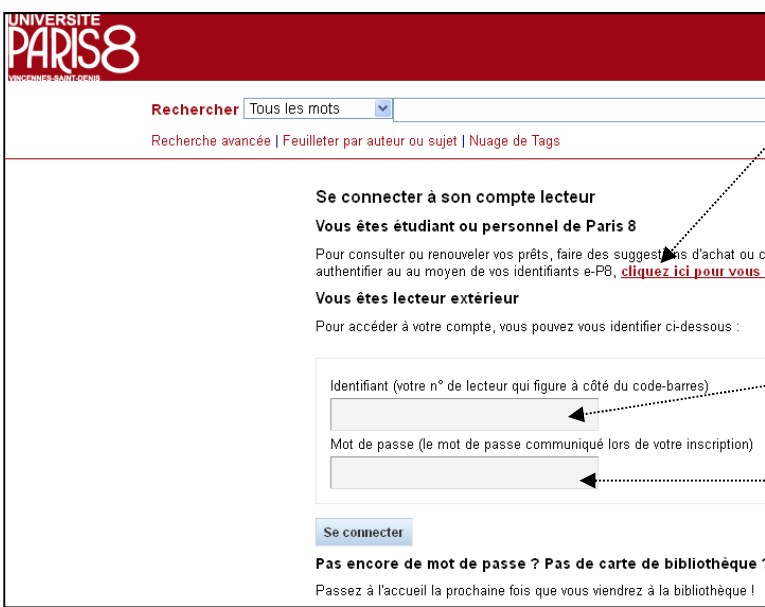 UNIVERSITE
PARIS8
VINCENNES-SAINT-DENIS
Rechercher Tous les mots
Recherche avancée | Feuilleter par auteur ou sujet | Nuage de Tags
Se connecter à son compte lecteur
Vous êtes étudiant ou personnel de Paris 8
Pour consulter ou renouveler vos prêts, faire des suggestions d'achat ou c
authentifier au au moyen de vos identifiants e-P8, cliquez ici pour vous
Vous êtes lecteur extérieur
Pour accéder à votre compte, vous pouvez vous identifier ci-dessous :
Identifiant (votre n° de lecteur qui figure à côté du code-barres)
Mot de passe (le mot de passe communiqué lors de votre inscription)
Se connecter
Pas encore de mot de passe ? Pas de carte de bibliothèque ?
Passez à l'accueil la prochaine fois que vous viendrez à la bibliothèque !